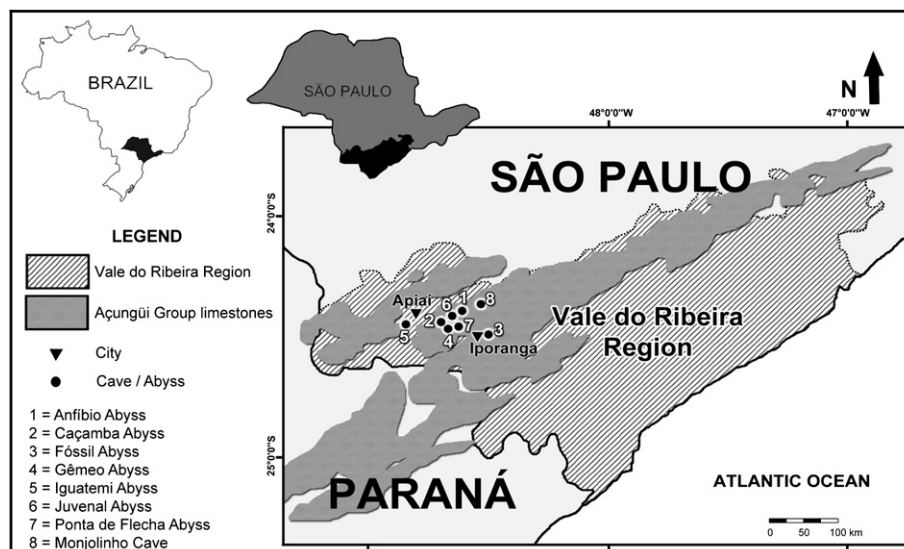 BRAZIL
SÃO PAULO
N
48°0'0"W
47°0'0"W
SÃO PAULO
24°0'0"S
LEGEND
Vale do Ribeira Region
Açungüi Group limestones
City
Cave / Abyss
1 = Anfíbio Abyss
2 = Caçamba Abyss
3 = Fóssil Abyss
4 = Gêmeo Abyss
5 = Iguatemi Abyss
6 = Juvenal Abyss
7 = Ponta de Flecha Abyss
8 = Monjolinho Cave
Apiaí
6 1 8
2
5 4 7 3
Iporanga
Vale do Ribeira
Region
25°0'0"S
PARANÁ
ATLANTIC OCEAN
0 50 100 km